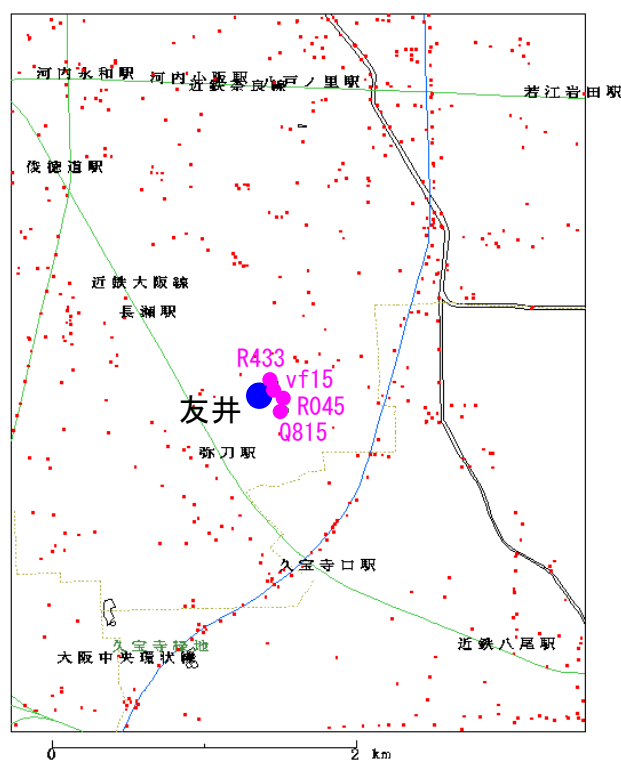 河内永和駅
河内小阪駅
八戸ノ里駅
近鉄奈良線
若江岩田駅
俊徳道駅
近鉄大阪線
長瀬駅
R433
vf15
友井
R045
Q815
弥刀駅
久宝寺口駅
久宝寺緑地
近鉄八尾駅
大阪中央環状線
0 2 km